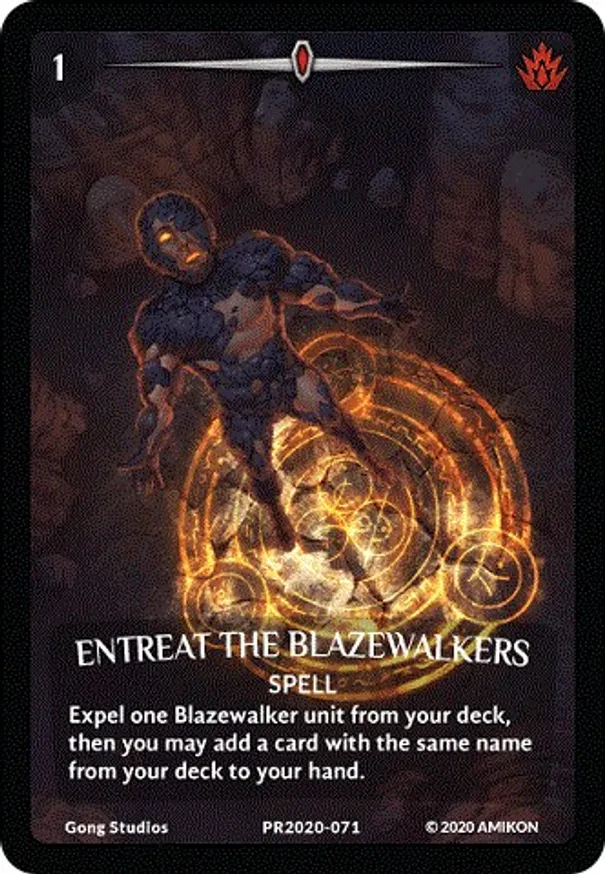 1
ENTREAT THE BLAZEWALKERS
SPELL
Expel one Blazewalker unit from your deck,
then you may add a card with the same name
from your deck to your hand.
Gong Studios PR2020-071 © 2020 AMIKON